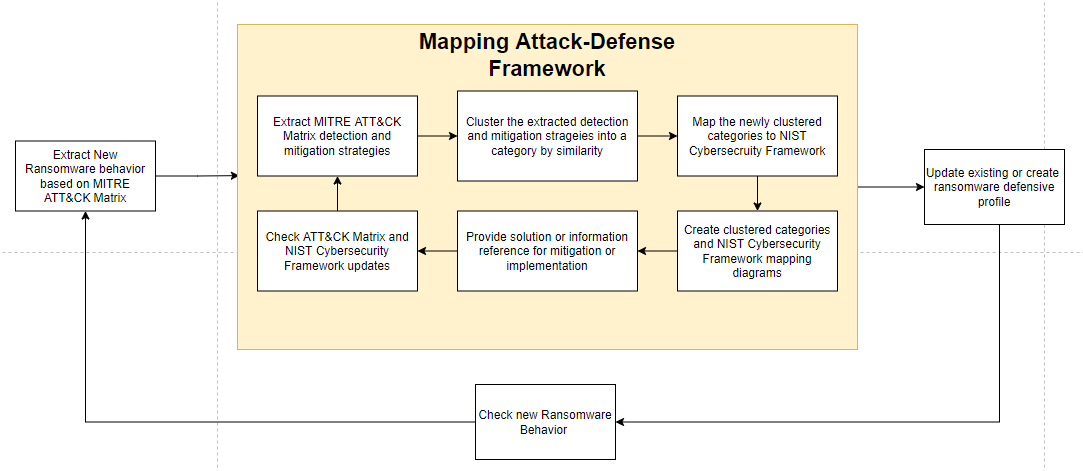 Mapping Attack-Defense
Framework
Extract MITRE ATT&CK
Matrix detection and
mitigation strategies
Cluster the extracted detection
and mitigation strageies into a
category by similarity
Map the newly clustered
categories to NIST
Cybersecruity Framework
Extract New
Ransomware behavior
based on MITRE
ATT&CK Matrix
Update existing or create
ransomware defensive
profile
Check ATT&CK Matrix and
NIST Cybersecurity
Framework updates
Provide solution or information
reference for mitigation or
implementation
Create clustered categories
and NIST Cybersecurity
Framework mapping
diagrams
Check new Ransomware
Behavior